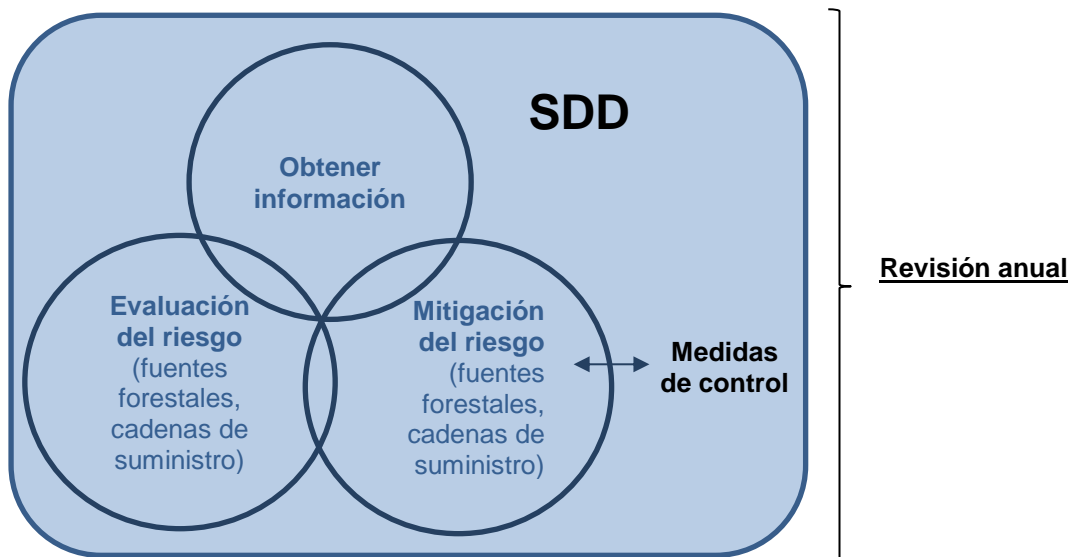 SDD
Obtener
información
Evaluación
del riesgo
(fuentes
forestales,
cadenas de
suministro)
Mitigación
del riesgo
(fuentes
forestales,
cadenas de
suministro)
Medidas
de control
Revisión anual